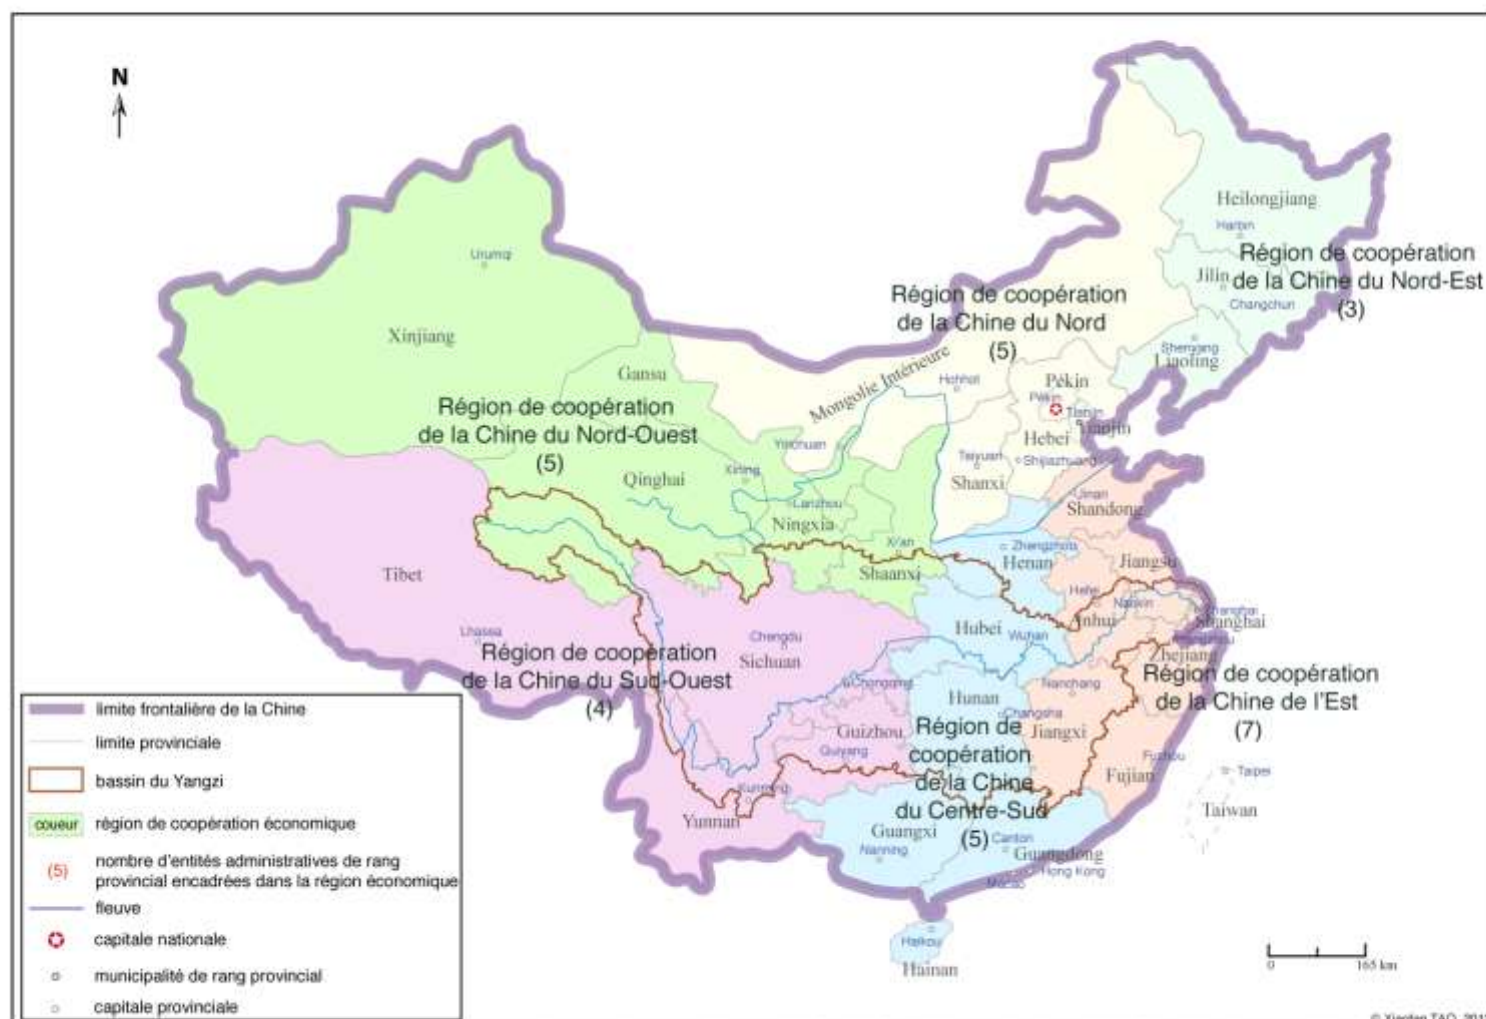 N
Heilongjiang
Harbin
Région de coopération
de la Chine du Nord-Est
(3)
Jilin
Changchun
Shenyang
Région de coopération
de la Chine du Nord
(5)
Urumqi
Xinjiang
Gansu
Mongolie Intérieure
Hohhot
Pékin
Pékin
Tianjin
Tianjin
Hebei
Région de coopération
de la Chine du Nord-Ouest
(5)
Yinchuan
Taiyuan
Shijiazhuang
Shanxi
Qinghai
Xining
Lanzhou
Ningxia
Jinan
Shandong
Xi'an
Shaanxi
Zhengzhou
Henan
Jiangsu
Tibet
Hefei
Anhui
Shanghai
Shanghai
Lhassa
Chengdu
Sichuan
Hubei
Wuhan
Zhejiang
Région de coopération
de la Chine du Sud-Ouest
(4)
Chongqing
Hunan
Nanchang
Région de coopération
de la Chine de l'Est
(7)
Changsha
Jiangxi
Guizhou
Région de
coopération
de la Chine
du Centre-Sud
(5)
Fuzhou
Fujian
Taipei
Taiwan
Kunming
Yunnan
Guangxi
Nanning
Canton
Guangdong
Hong Kong
Macao
Haikou
Hainan
limite frontalière de la Chine
limite provinciale
bassin du Yangzi
coueur
région de coopération économique
(5)
nombre d'entités administratives de rang
provincial encadrées dans la région économique
fleuve
capitale nationale
municipalité de rang provincial
capitale provinciale
0
165 km